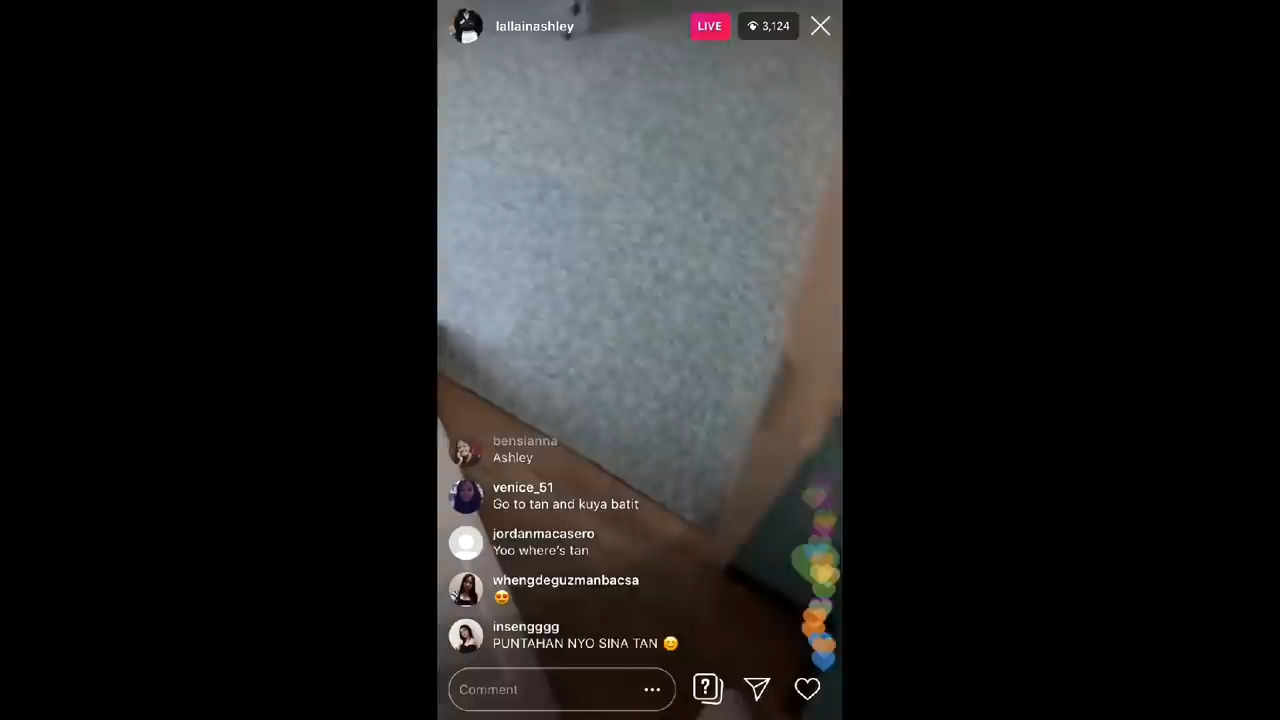 lallainashley
LIVE
3,124
bensianna
Ashley
venice_51
Go to tan and kuya batit
jordanmacasero
Yoo where's tan
whengdeguzmanbacsa
😍
insengggg
PUNTAHAN NYO SINA TAN 😊
Comment